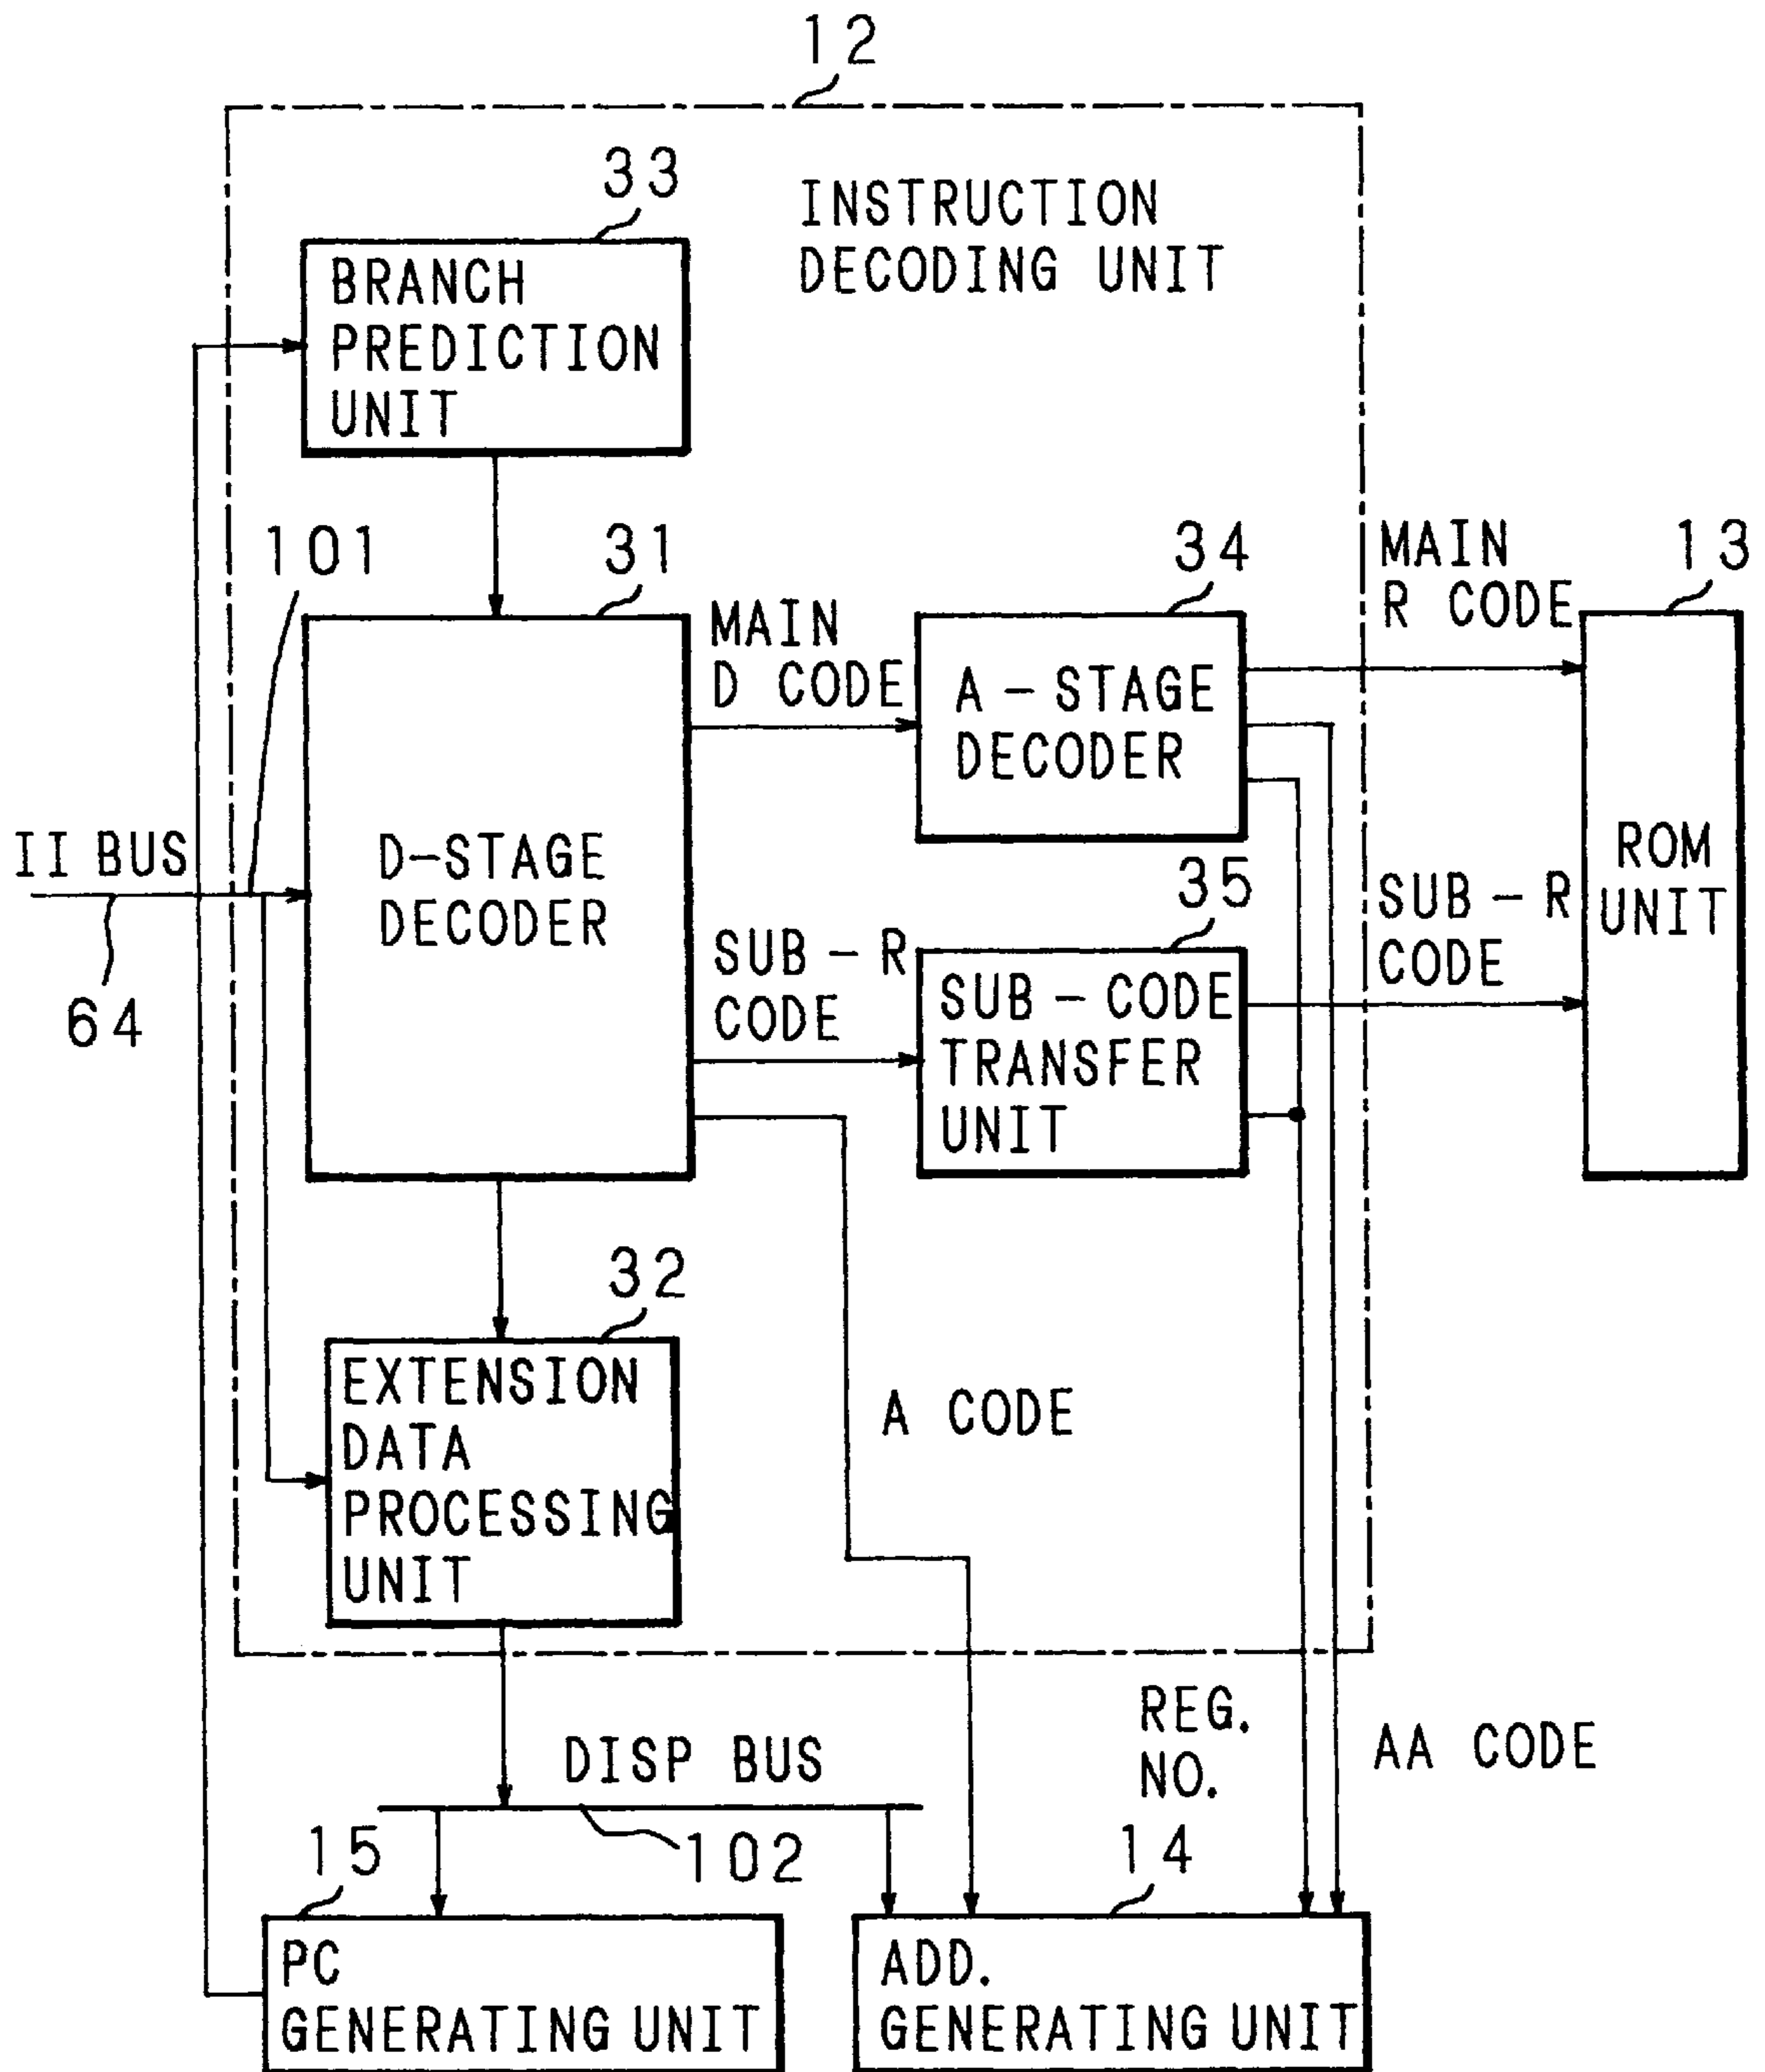 12
33
INSTRUCTION
DECODING UNIT
BRANCH
PREDICTION
UNIT
101
31
34
MAIN
R CODE
13
MAIN
D CODE
A-STAGE
DECODER
II BUS
64
D-STAGE
DECODER
35
SUB-R
CODE
ROM
UNIT
SUB-R
CODE
SUB-CODE
TRANSFER
UNIT
32
EXTENSION
DATA
PROCESSING
UNIT
A CODE
REG.
NO.
AA CODE
DISP BUS
102
15
14
PC
GENERATING UNIT
ADD.
GENERATING UNIT